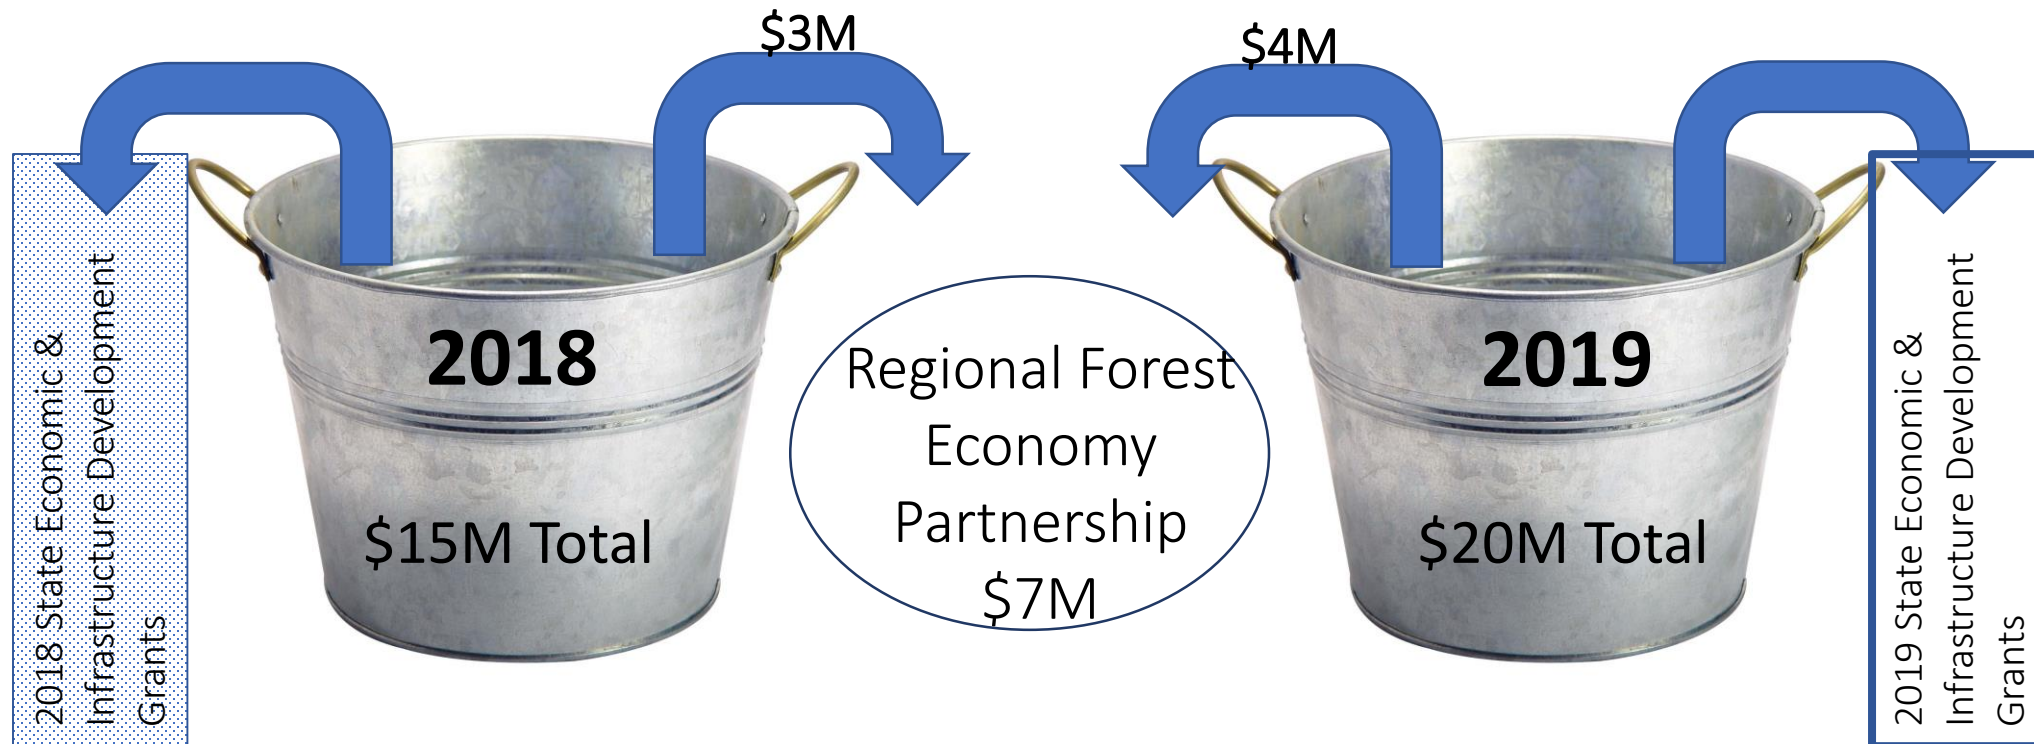 $3M
$4M
2018 State Economic &
Infrastructure Development
Grants
2018
$15M Total
Regional Forest
Economy
Partnership
$7M
2019
$20M Total
2019 State Economic &
Infrastructure Development
Grants